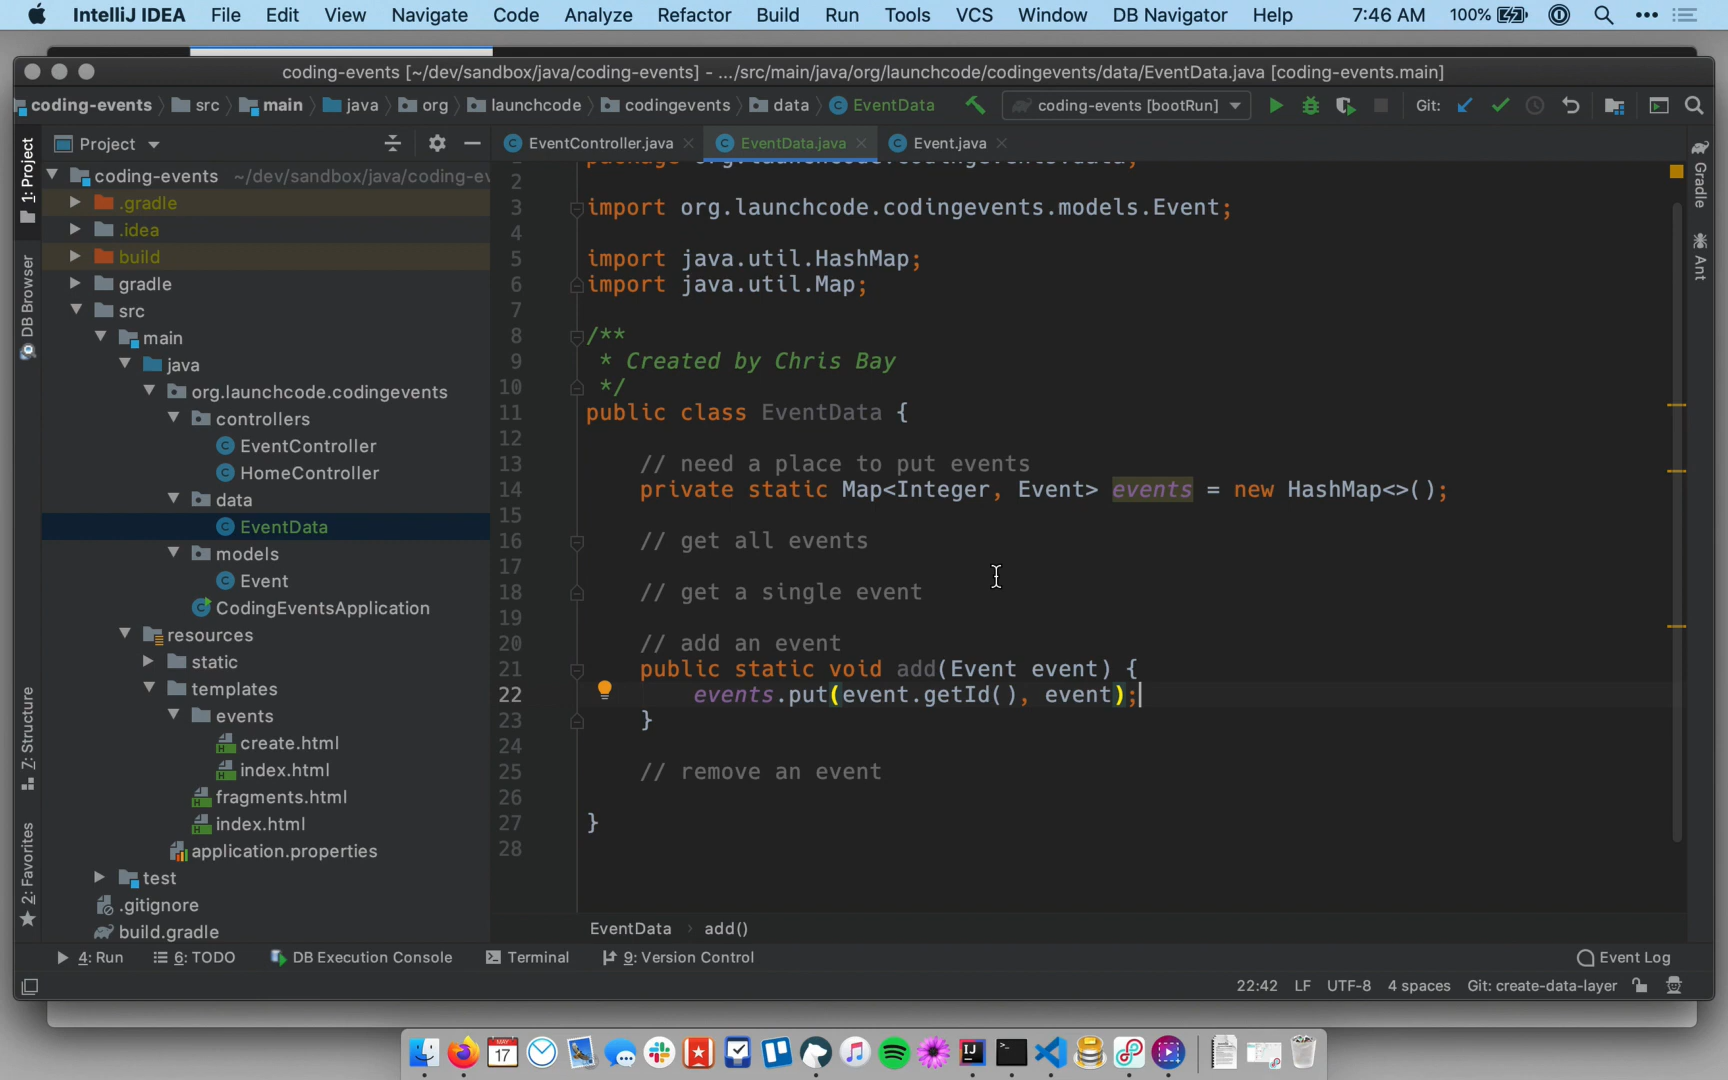 IntelliJ IDEA File Edit View Navigate Code Analyze Refactor Build Run Tools VCS Window DB Navigator Help 7:46 AM 100%
coding-events [~/dev/sandbox/java/coding-events] - .../src/main/java/org/launchcode/codingevents/data/EventData.java [coding-events.main]
coding-events src main java org launchcode codingevents data EventData coding-events [bootRun] Git:
Project
EventController.java EventData.java Event.java
1: Project
DB Browser
7: Structure
2: Favorites
coding-events ~/dev/sandbox/java/coding-ev
.gradle
.idea
build
gradle
src
main
java
org.launchcode.codingevents
controllers
EventController
HomeController
data
EventData
models
Event
CodingEventsApplication
resources
static
templates
events
create.html
index.html
fragments.html
index.html
application.properties
test
.gitignore
build.gradle
2
3 import org.launchcode.codingevents.models.Event;
4
5 import java.util.HashMap;
6 import java.util.Map;
7
8 /**
9 * Created by Chris Bay
10 */
11 public class EventData {
12
13 // need a place to put events
14 private static Map<Integer, Event> events = new HashMap<>();
15
16 // get all events
17
18 // get a single event
19
20 // add an event
21 public static void add(Event event) {
22 events.put(event.getId(), event);
23 }
24
25 // remove an event
26
27 }
28
Gradle
Ant
EventData add()
4: Run 6: TODO DB Execution Console Terminal 9: Version Control Event Log
22:42 LF UTF-8 4 spaces Git: create-data-layer
MAY
17
IJ